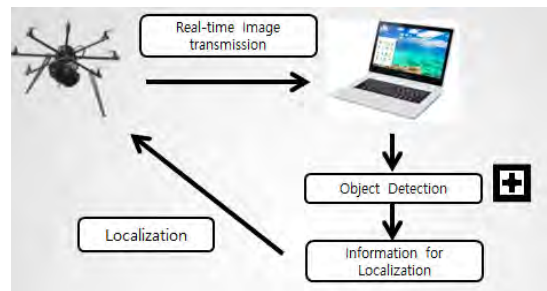 Real-time image
transmission
Object Detection
Localization
Information for
Localization